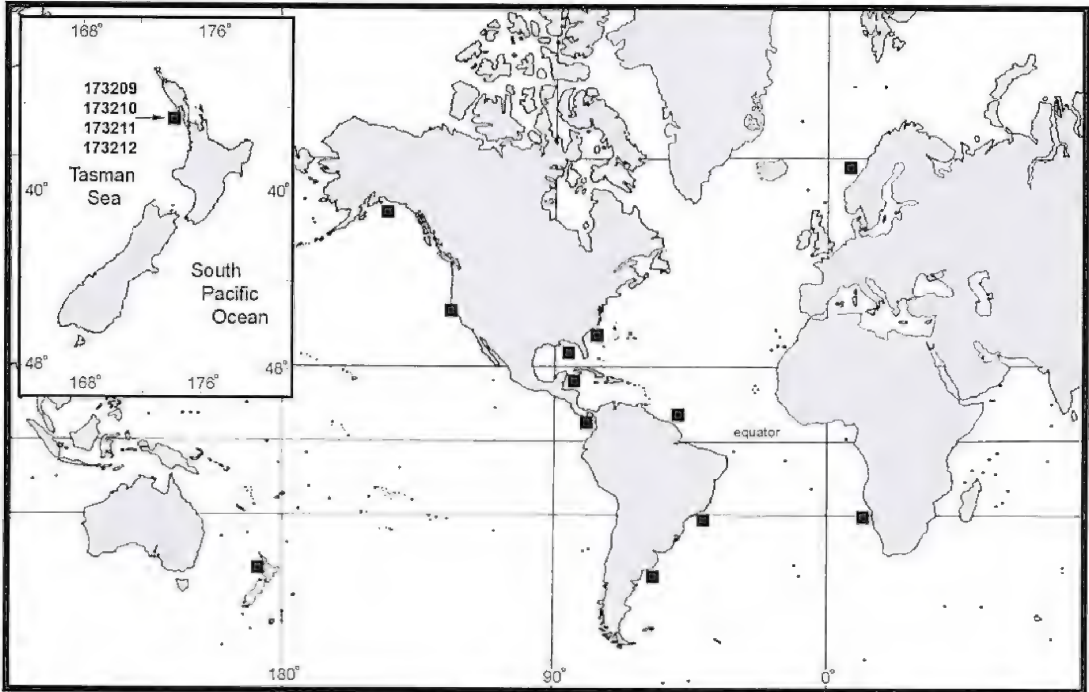 168° 176°
173209
173210
173211
173212
Tasman
Sea
40° 40°
South
Pacific
Ocean
48° 48°
168° 176°
equator
180° 90° 0°